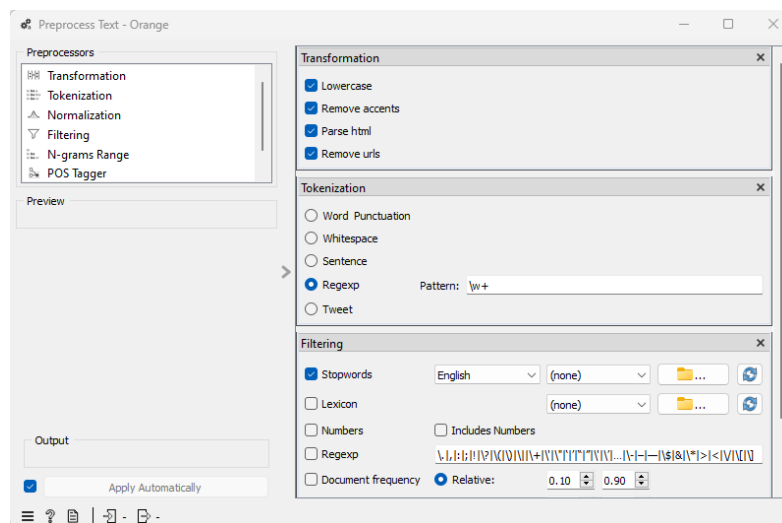 Preprocess Text - Orange
Preprocessors
Transformation
Tokenization
Normalization
Filtering
N-grams Range
POS Tagger
Preview
Output
Apply Automatically
Transformation
Lowercase
Remove accents
Parse html
Remove urls
Tokenization
Word Punctuation
Whitespace
Sentence
Regexp Pattern: \w+
Tweet
Filtering
Stopwords English (none) ...
Lexicon (none) ...
Numbers Includes Numbers
Regexp
Document frequency Relative: 0.10 0.90